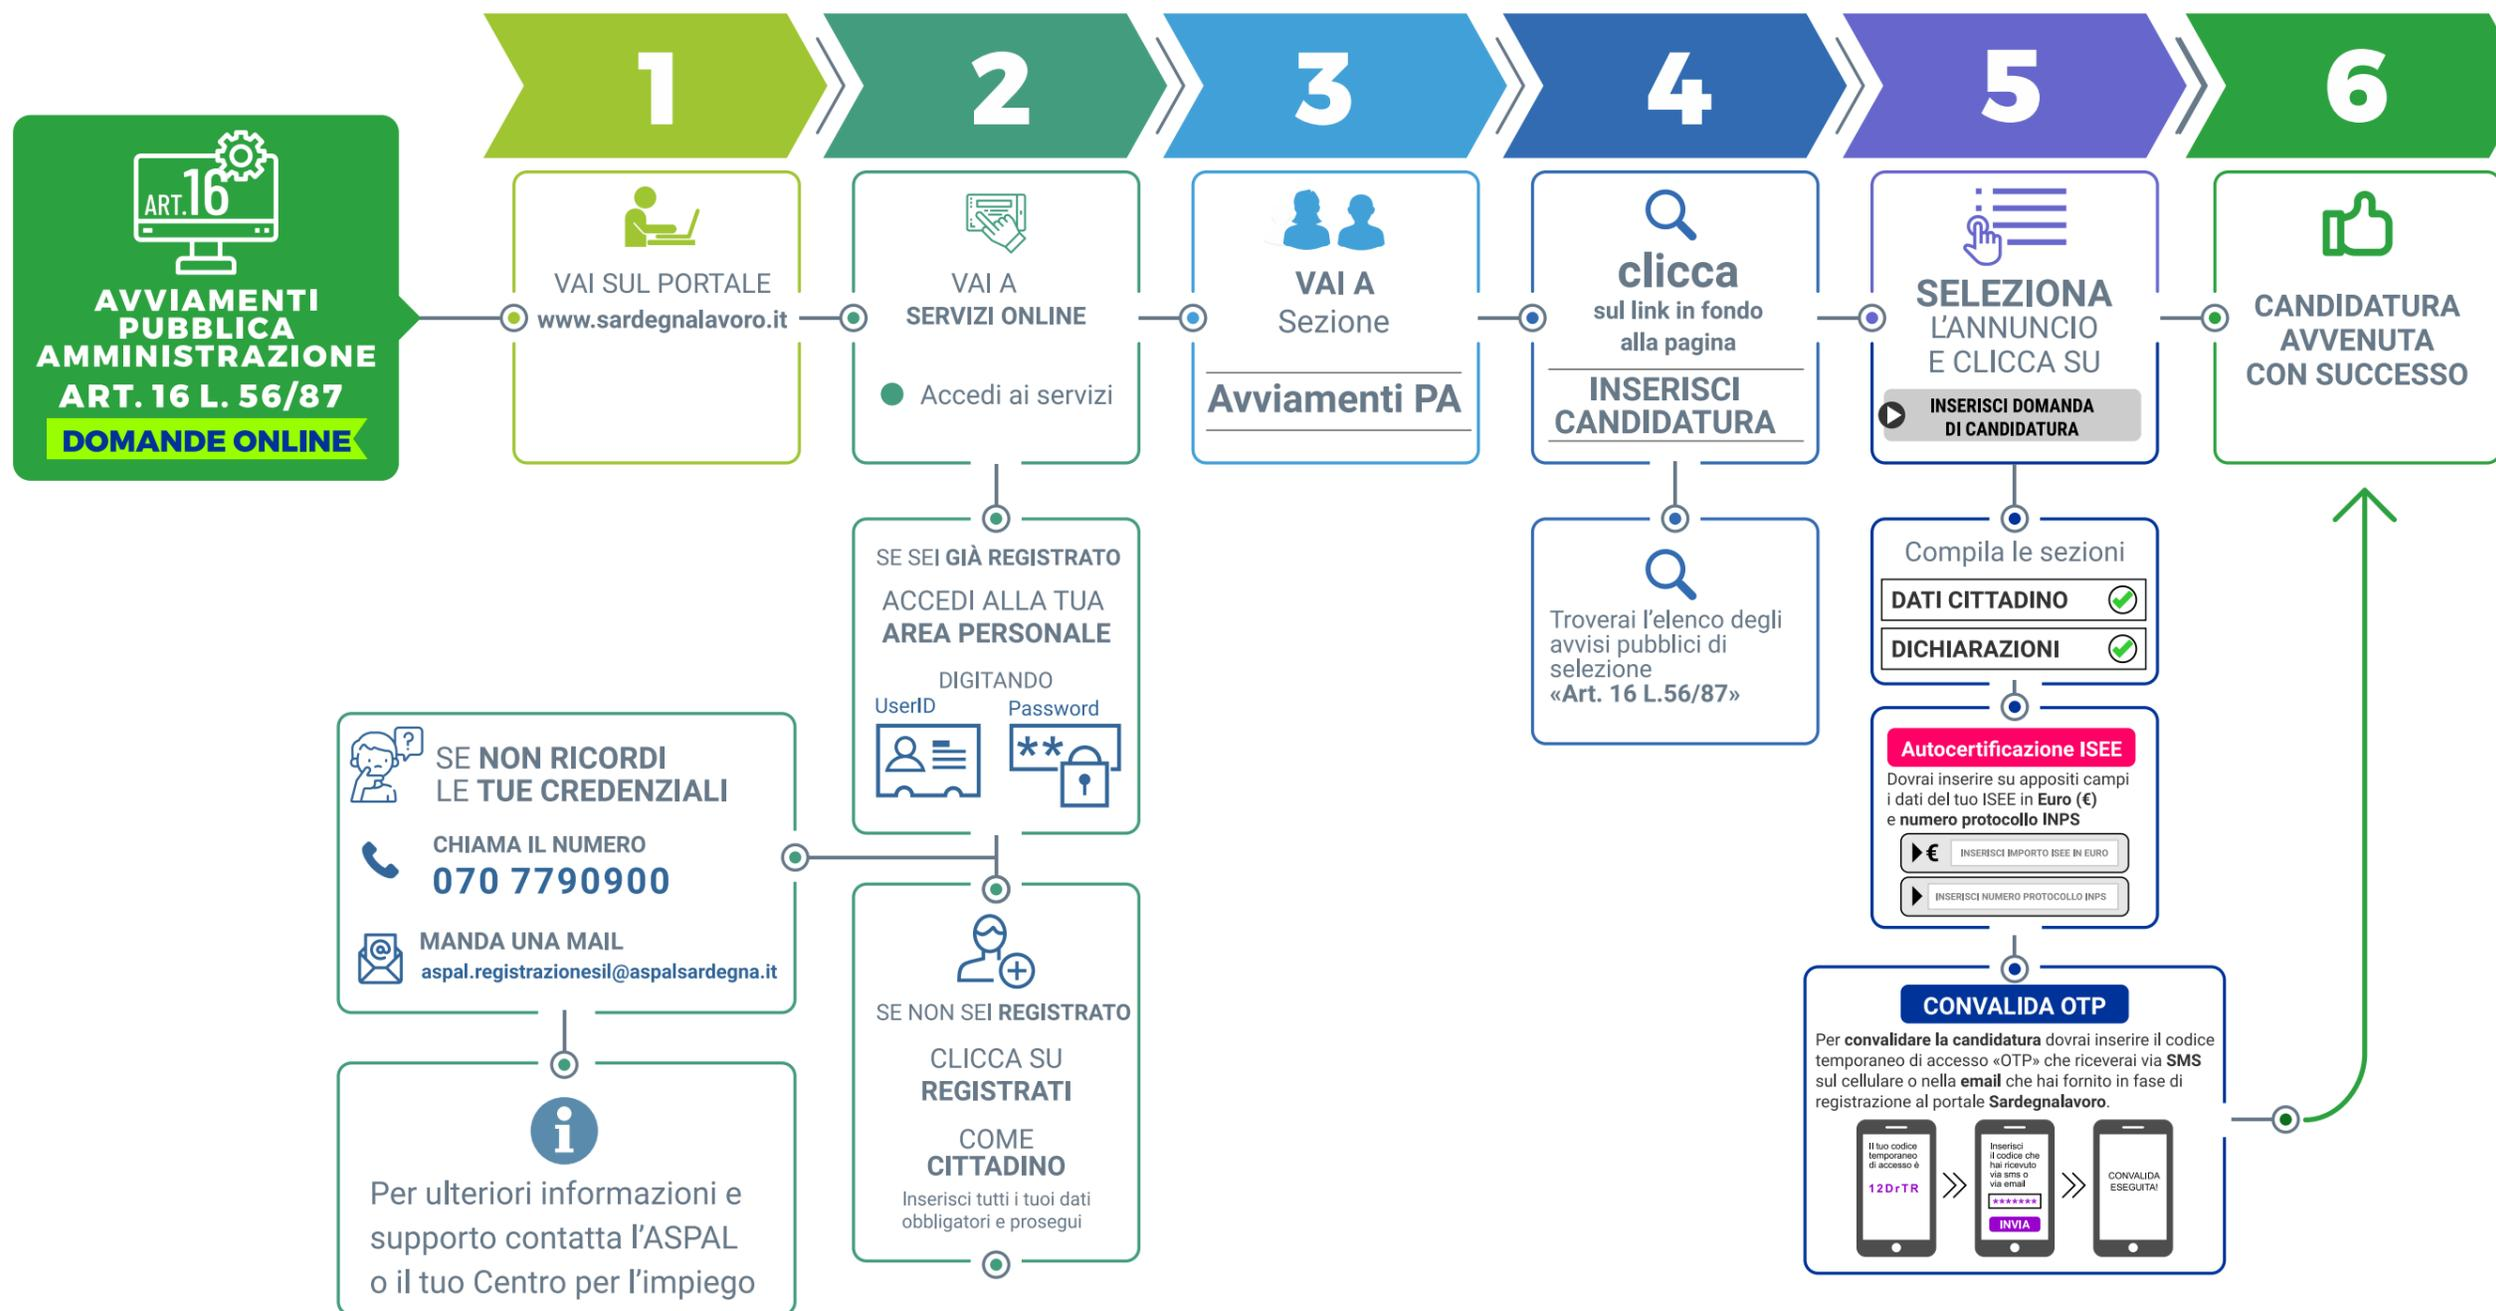 1
2
3
4
5
6
ART.16
AVVIAMENTI
PUBBLICA
AMMINISTRAZIONE
ART. 16 L. 56/87
DOMANDE ONLINE
VAI SUL PORTALE
www.sardegnalavoro.it
VAI A
SERVIZI ONLINE
Accedi ai servizi
VAI A
Sezione
Avviamenti PA
clicca
sul link in fondo
alla pagina
INSERISCI
CANDIDATURA
SELEZIONA
L'ANNUNCIO
E CLICCA SU
INSERISCI DOMANDA
DI CANDIDATURA
CANDIDATURA
AVVENUTA
CON SUCCESSO
SE SEI GIÀ REGISTRATO
ACCEDI ALLA TUA
AREA PERSONALE
DIGITANDO
UserID
Password
**
SE NON RICORDI
LE TUE CREDENZIALI
?
CHIAMA IL NUMERO
070 7790900
@
MANDA UNA MAIL
aspal.registrazionesil@aspalsardegna.it
i
Per ulteriori informazioni e
supporto contatta l'ASPAL
o il tuo Centro per l'impiego
SE NON SEI REGISTRATO
CLICCA SU
REGISTRATI
COME
CITTADINO
Inserisci tutti i tuoi dati
obbligatori e prosegui
Troverai l'elenco degli
avvisi pubblici di
selezione
«Art. 16 L.56/87»
Compila le sezioni
DATI CITTADINO
DICHIARAZIONI
Autocertificazione ISEE
Dovrai inserire su appositi campi
i dati del tuo ISEE in Euro (€)
e numero protocollo INPS
€ INSERISCI IMPORTO ISEE IN EURO
INSERISCI NUMERO PROTOCOLLO INPS
CONVALIDA OTP
Per convalidare la candidatura dovrai inserire il codice
temporaneo di accesso «OTP» che riceverai via SMS
sul cellulare o nella email che hai fornito in fase di
registrazione al portale Sardegnalavoro.
Il tuo codice
temporaneo
di accesso è
12DrTR
Inserisci
il codice che
hai ricevuto
via sms o
via email
*******
INVIA
CONVALIDA
ESEGUITA!